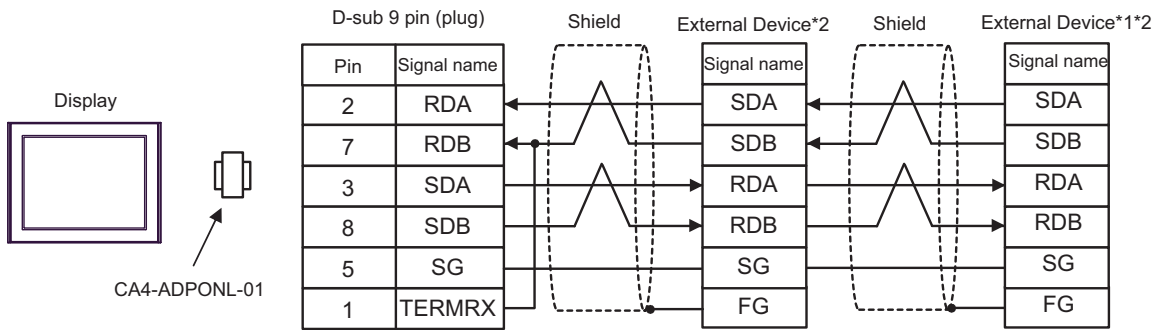 D-sub 9 pin (plug) Shield External Device*2 Shield External Device*1*2
Pin Signal name Signal name Signal name
Display 2 RDA SDA SDA
7 RDB SDB SDB
3 SDA RDA RDA
8 SDB RDB RDB
5 SG SG SG
CA4-ADPONL-01 1 TERMRX FG FG